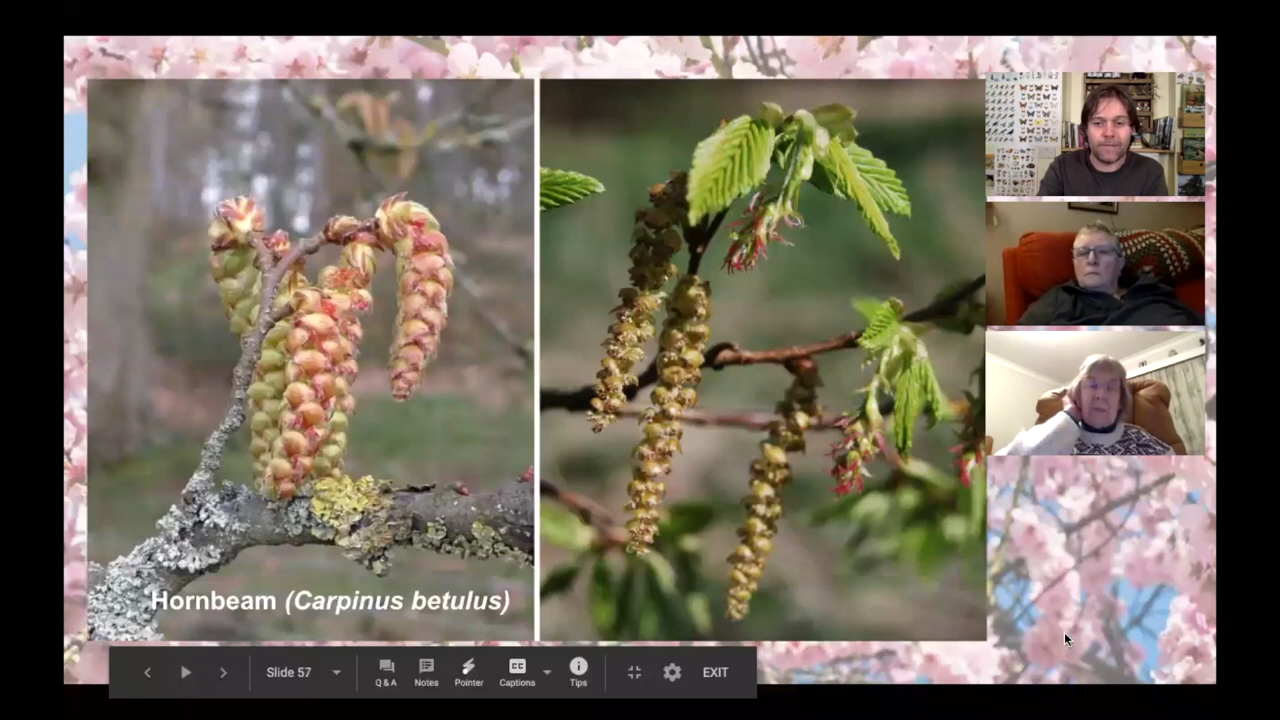 Hornbeam (Carpinus betulus)
Slide 57
Q & A
Notes
Pointer
CC
Captions
Tips
EXIT